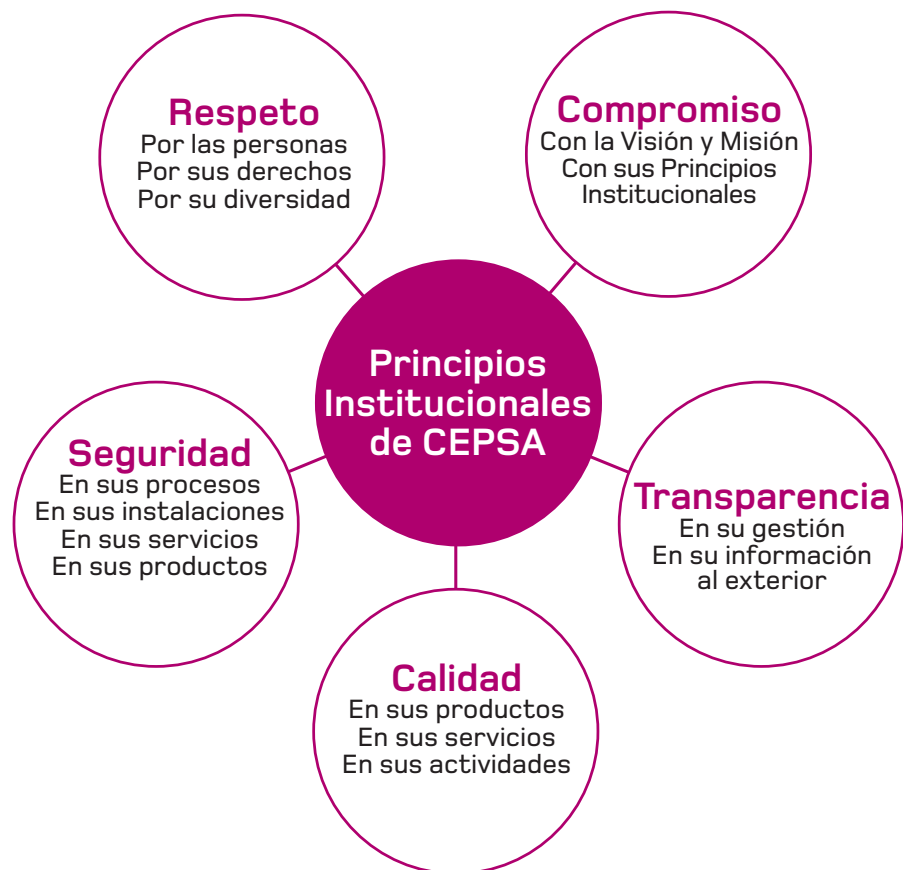 Respeto
Por las personas
Por sus derechos
Por su diversidad
Compromiso
Con la Visión y Misión
Con sus Principios
Institucionales
Principios
Institucionales
de CEPSA
Seguridad
En sus procesos
En sus instalaciones
En sus servicios
En sus productos
Transparencia
En su gestión
En su información
al exterior
Calidad
En sus productos
En sus servicios
En sus actividades